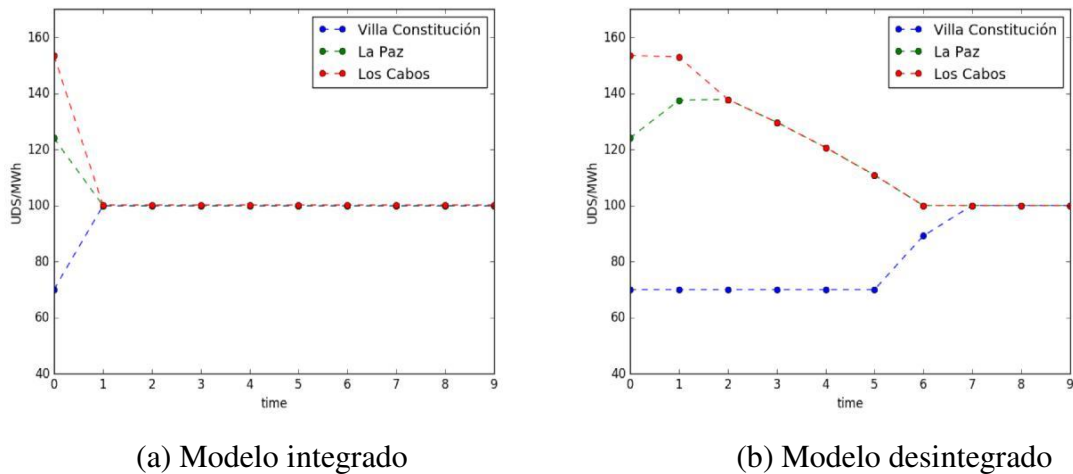 160
140
120
100
80
60
40
UDS/MWh
0 1 2 3 4 5 6 7 8 9
time
Villa Constitución
La Paz
Los Cabos
(a) Modelo integrado
160
140
120
100
80
60
40
UDS/MWh
0 1 2 3 4 5 6 7 8 9
time
Villa Constitución
La Paz
Los Cabos
(b) Modelo desintegrado